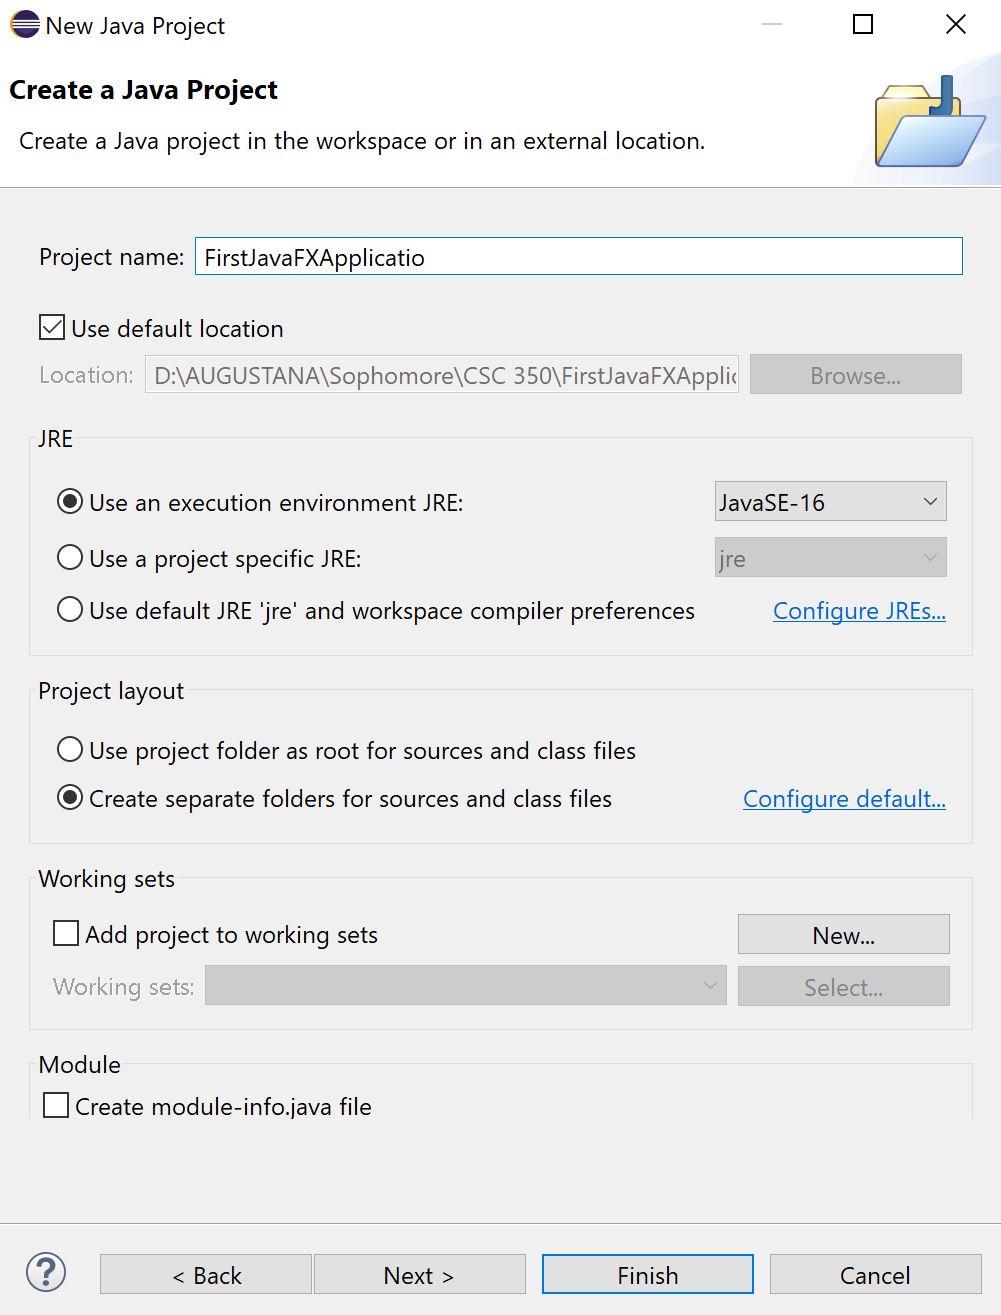 New Java Project
Create a Java Project
Create a Java project in the workspace or in an external location.
Project name: FirstJavaFXApplicatio
Use default location
Location: D:\AUGUSTANA\Sophomore\CSC 350\FirstJavaFXApplic Browse...
JRE
Use an execution environment JRE: JavaSE-16
Use a project specific JRE: jre
Use default JRE 'jre' and workspace compiler preferences Configure JREs...
Project layout
Use project folder as root for sources and class files
Create separate folders for sources and class files Configure default...
Working sets
Add project to working sets New...
Working sets: Select...
Module
Create module-info.java file
? < Back Next > Finish Cancel